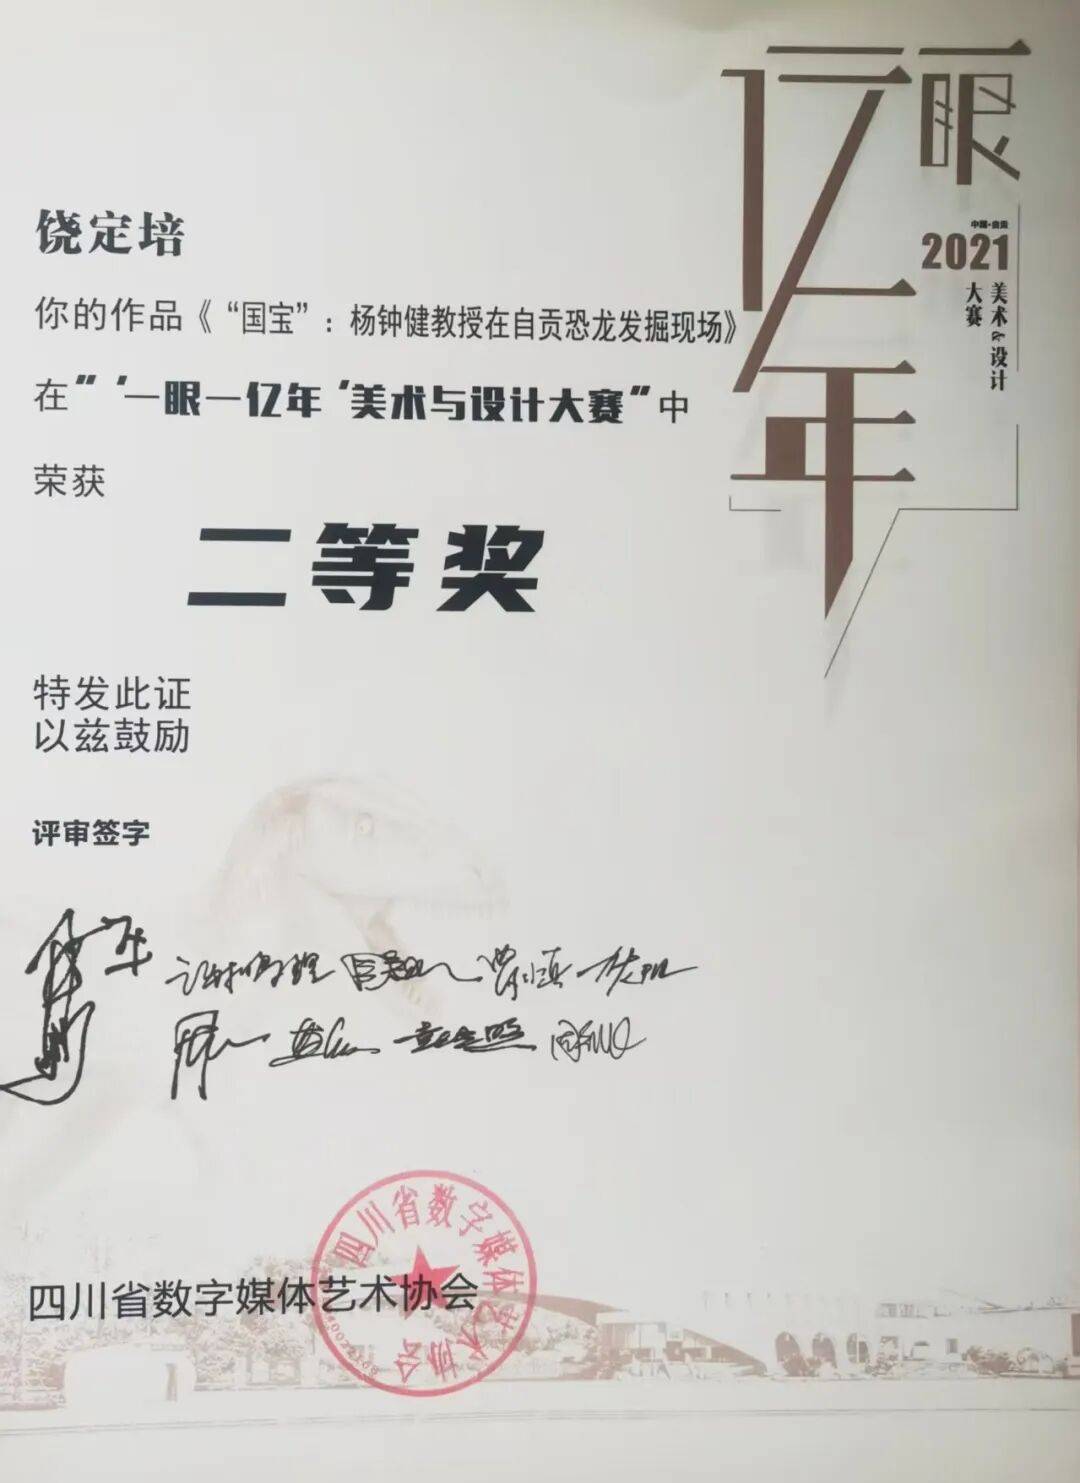 一眼
亿年
中国·自贡
2021
美术&设计
大赛
饶定培
你的作品《“国宝”：杨钟健教授在自贡恐龙发掘现场》
在"‘一眼一亿年’美术与设计大赛"中
荣获
二等奖
特发此证
以兹鼓励
评审签字
四川省数字媒体艺术协会
四川省数字媒体艺术协会